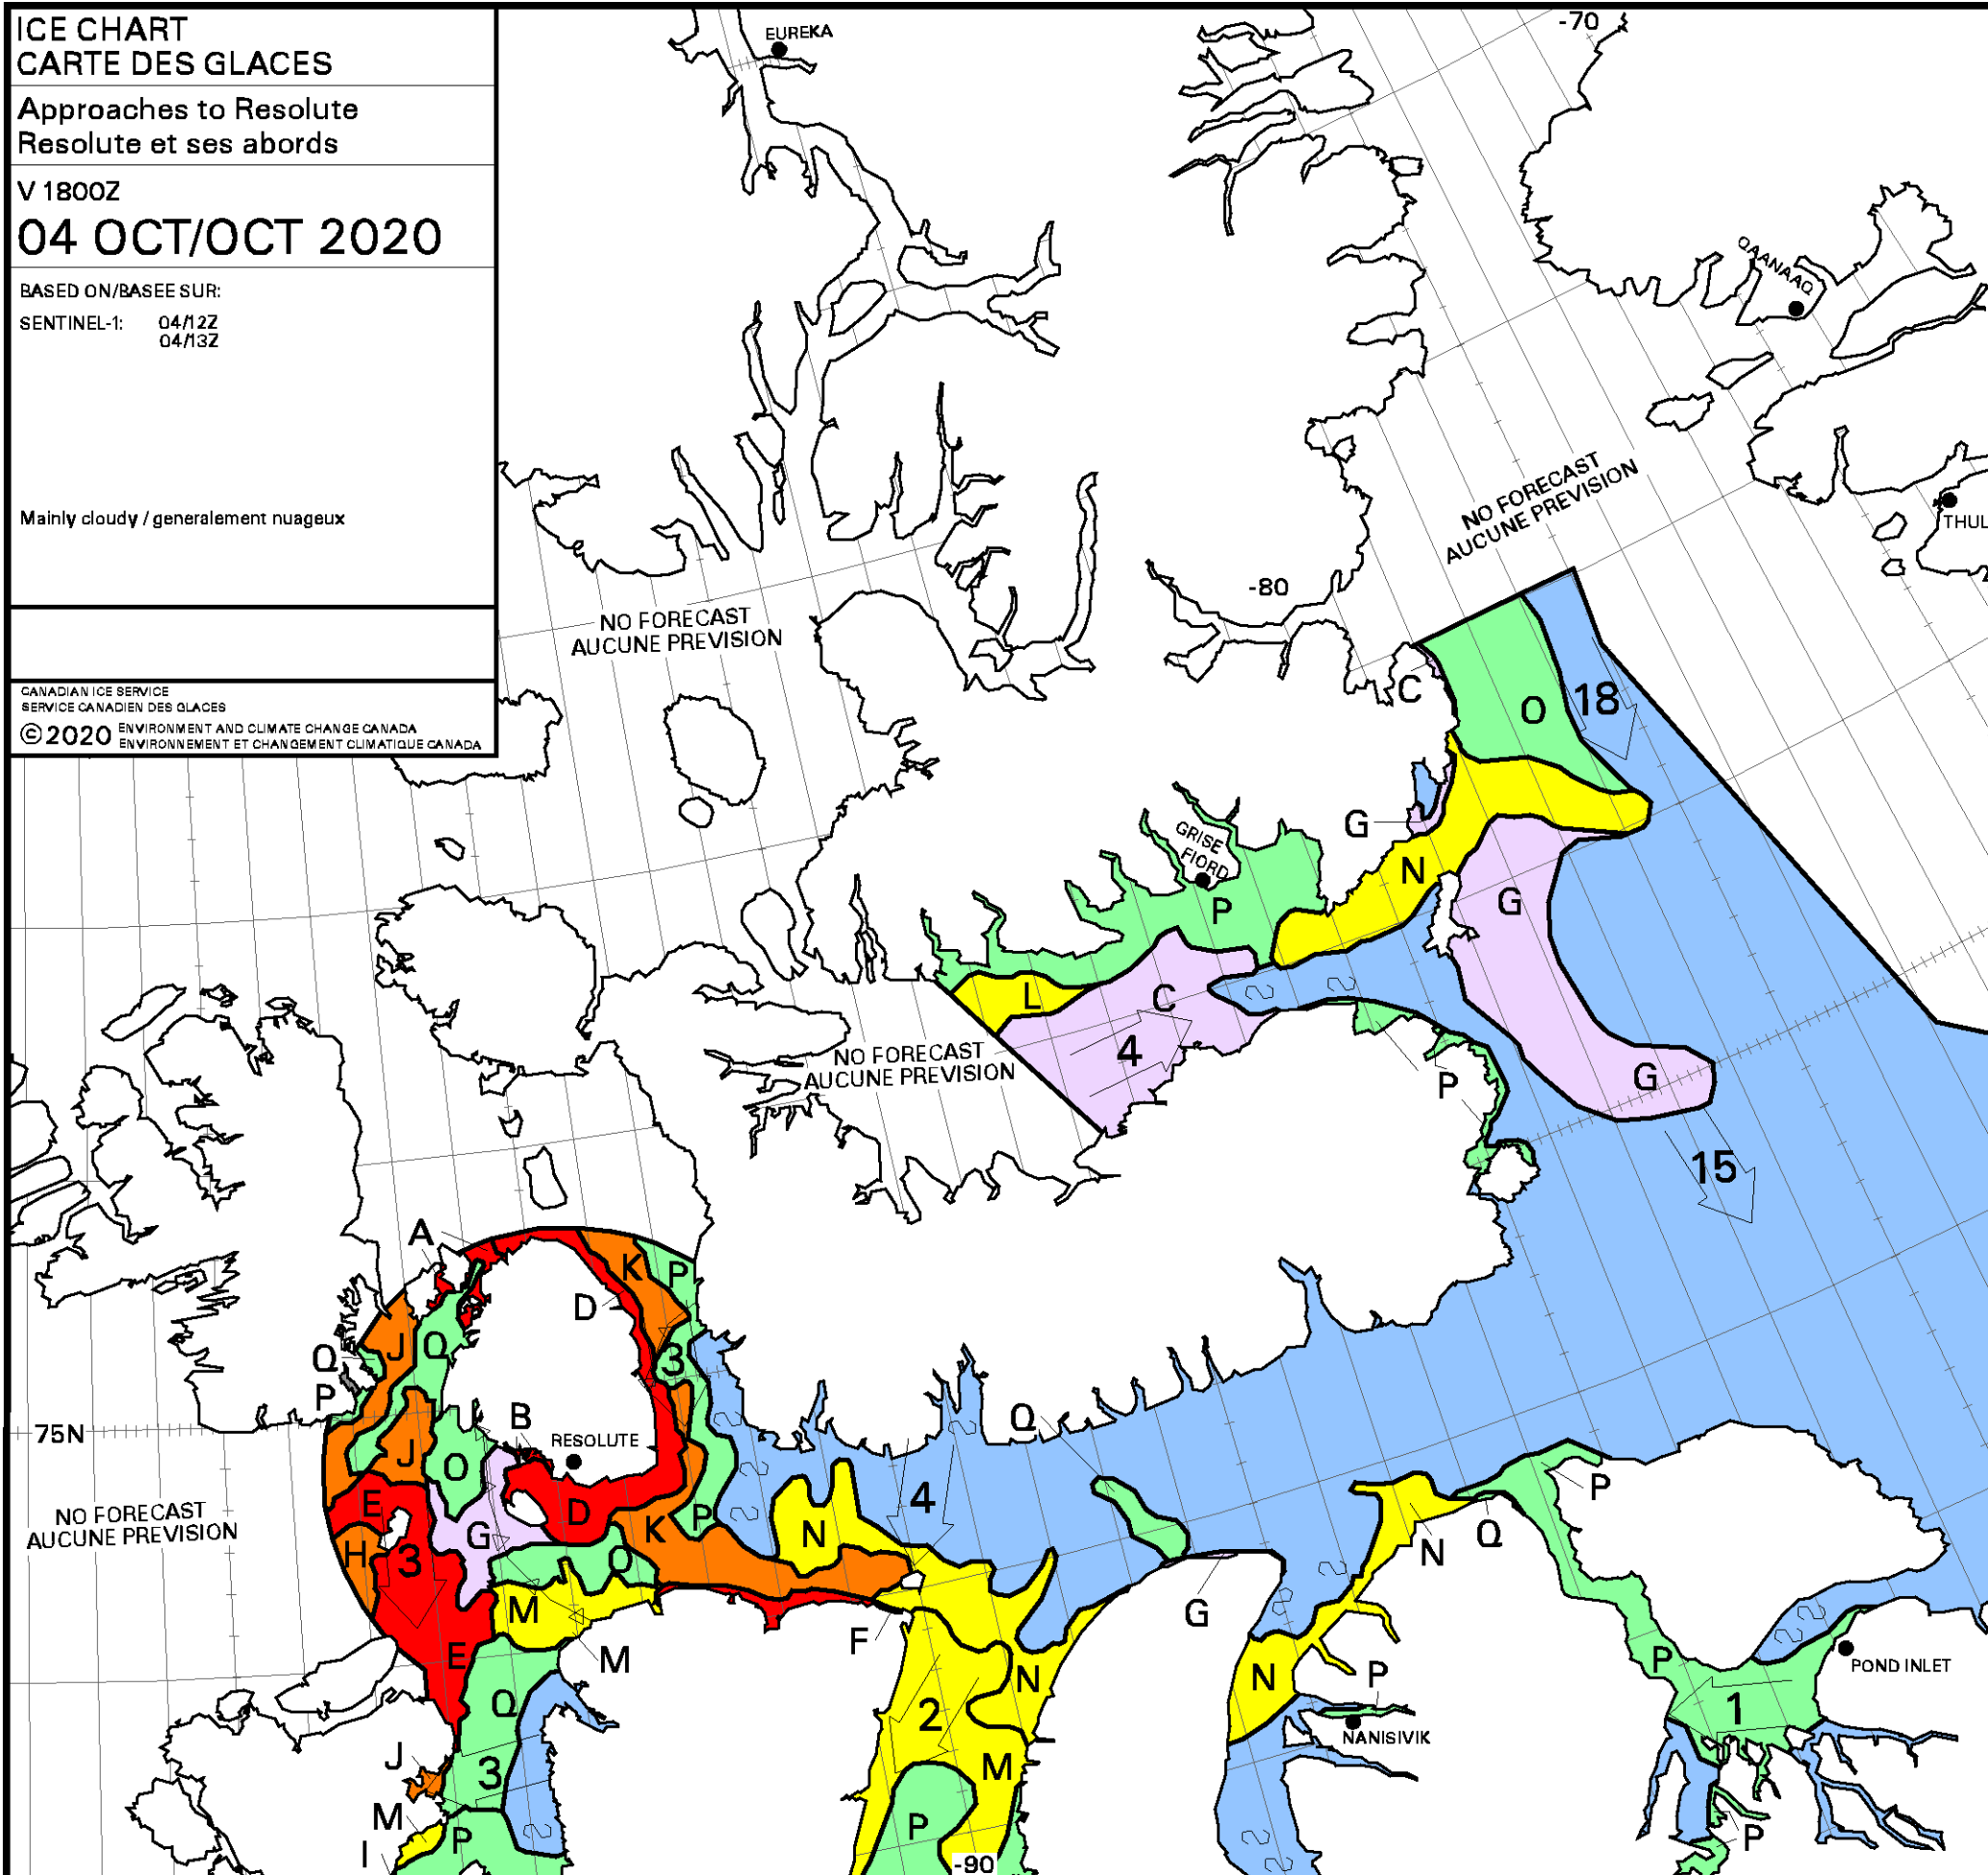 ICE CHART
CARTE DES GLACES
Approaches to Resolute
Resolute et ses abords
V 1800Z
04 OCT/OCT 2020
BASED ON/BASEE SUR:
SENTINEL-1: 04/12Z
04/13Z
Mainly cloudy / generalement nuageux
CANADIAN ICE SERVICE
SERVICE CANADIEN DES GLACES
©2020 ENVIRONMENT AND CLIMATE CHANGE CANADA
ENVIRONNEMENT ET CHANGEMENT CLIMATIQUE CANADA
EUREKA
-70
QAANAAQ
THUL
NO FORECAST
AUCUNE PREVISION
-80
NO FORECAST
AUCUNE PREVISION
C
O
18
GRISE
FIORD
G
N
G
P
L
C
4
NO FORECAST
AUCUNE PREVISION
G
P
15
A
K
P
D
Q
J
Q
3
P
B
RESOLUTE
Q
75N
J
O
P
E
D
4
NO FORECAST
AUCUNE PREVISION
G
K
P
N
Q
N
H
3
Q
M
G
F
E
M
N
P
POND INLET
Q
2
N
P
1
NANISIVIK
J
3
M
M
P
I
P
P
-90